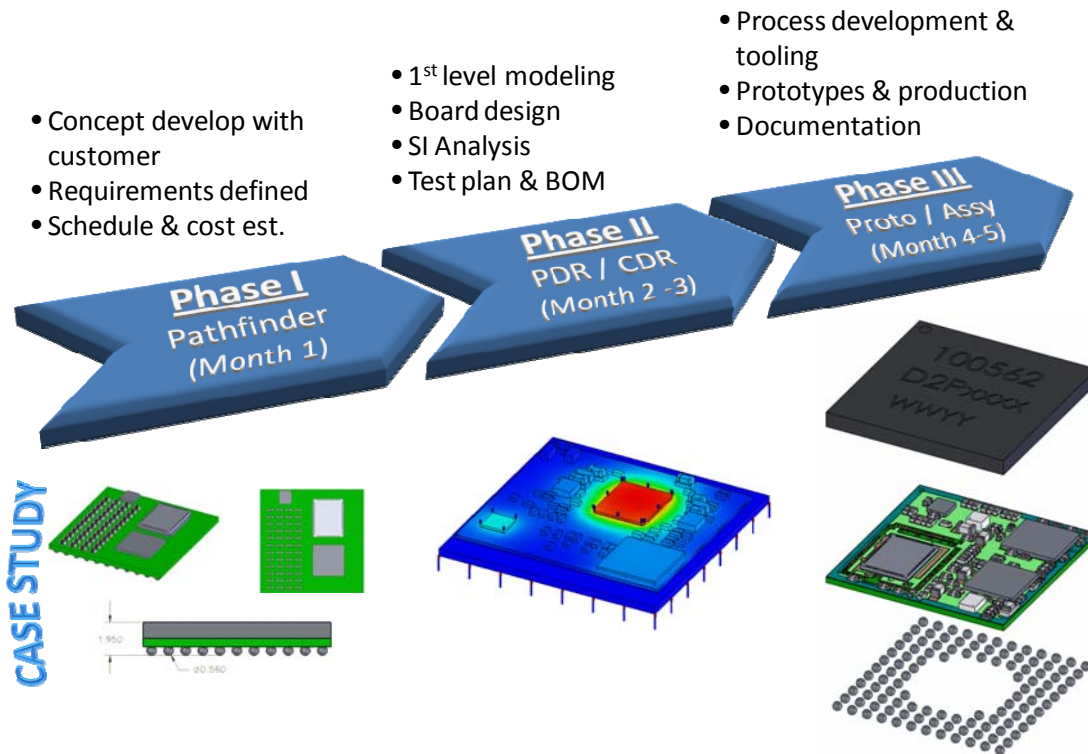 • Concept develop with
customer
• Requirements defined
• Schedule & cost est.
• 1st level modeling
• Board design
• SI Analysis
• Test plan & BOM
• Process development &
tooling
• Prototypes & production
• Documentation
Phase I
Pathfinder
(Month 1)
Phase II
PDR / CDR
(Month 2 -3)
Phase III
Proto / Assy
(Month 4-5)
CASE STUDY
1.950
⌀0.560
100562
D2Pxxxx
WWYY